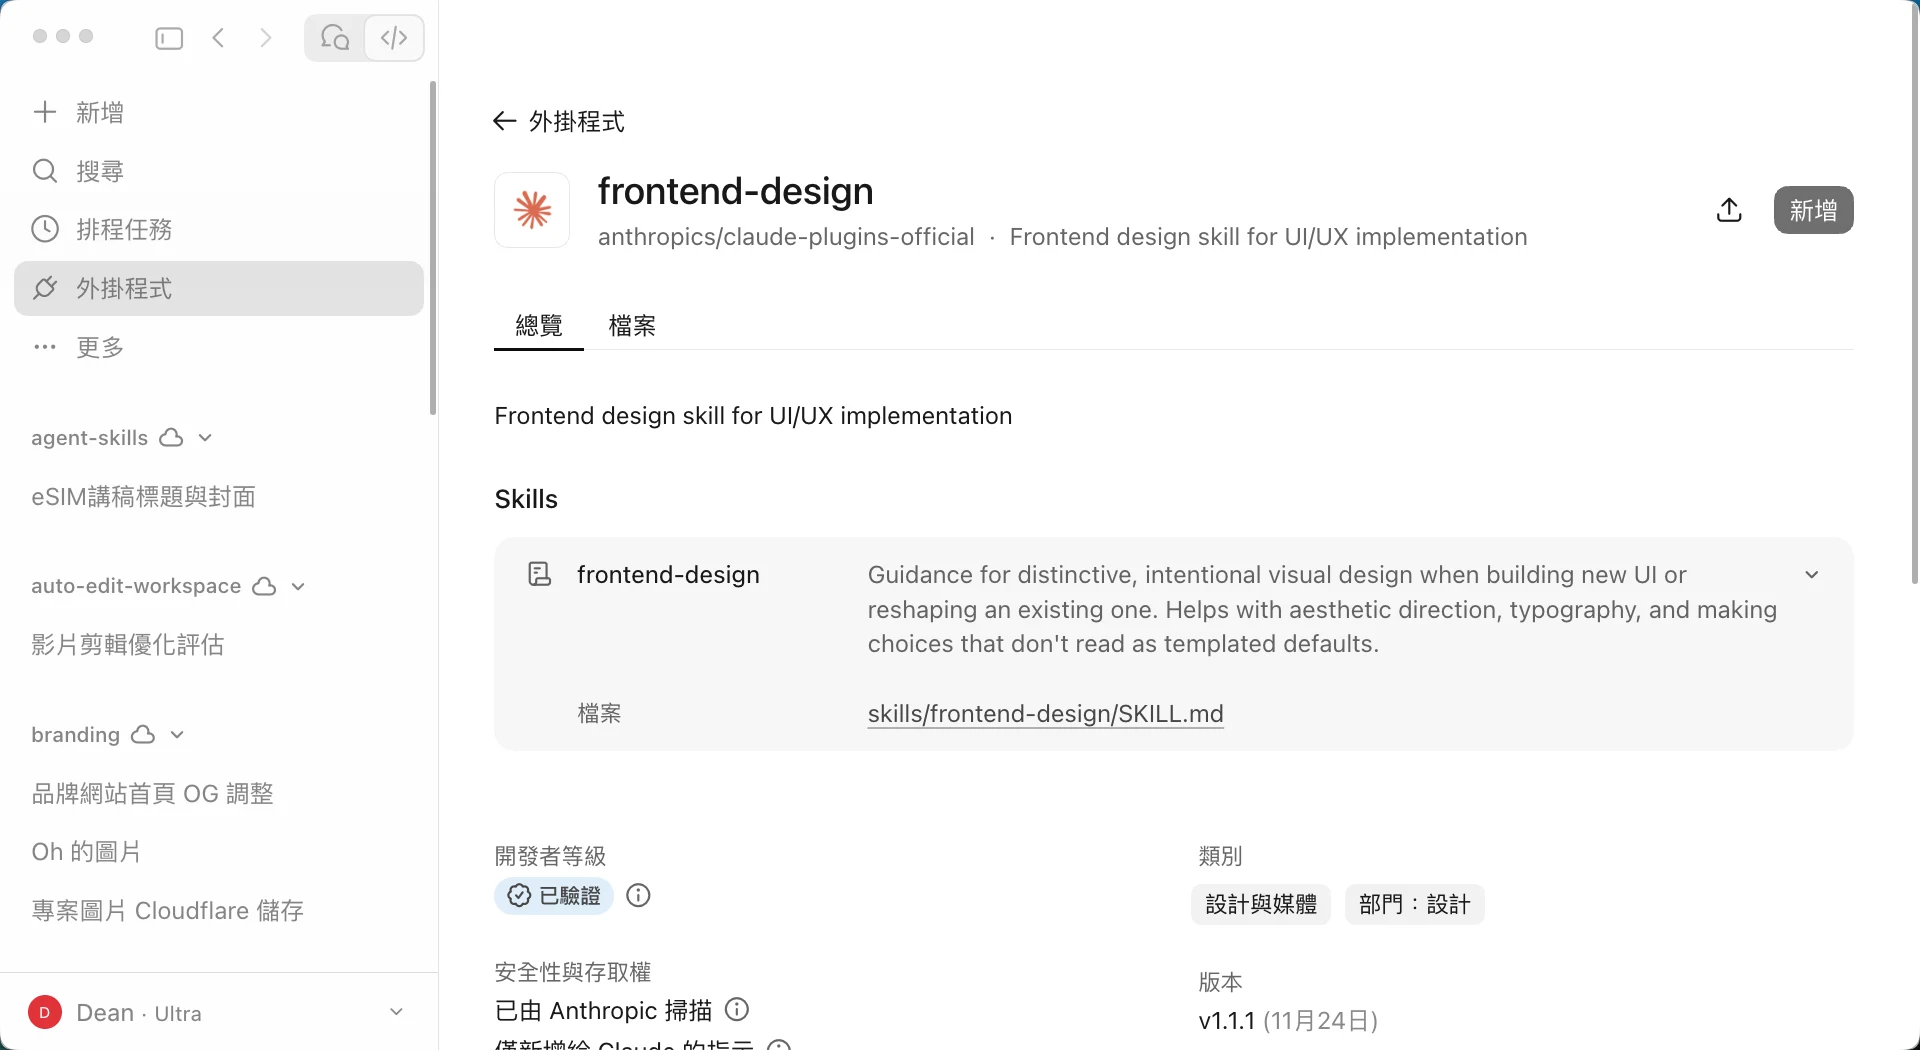 新增
搜尋
排程任務
外掛程式
更多
agent-skills
eSIM講稿標題與封面
auto-edit-workspace
影片剪輯優化評估
branding
品牌網站首頁 OG 調整
Oh 的圖片
專案圖片 Cloudflare 儲存
D
Dean · Ultra
外掛程式
frontend-design
anthropics/claude-plugins-official · Frontend design skill for UI/UX implementation
新增
總覽
檔案
Frontend design skill for UI/UX implementation
Skills
frontend-design
Guidance for distinctive, intentional visual design when building new UI or
reshaping an existing one. Helps with aesthetic direction, typography, and making
choices that don't read as templated defaults.
檔案
skills/frontend-design/SKILL.md
開發者等級
已驗證
類別
設計與媒體
部門：設計
安全性與存取權
已由 Anthropic 掃描
版本
v1.1.1 (11月24日)
僅新增給 Claude 的指示